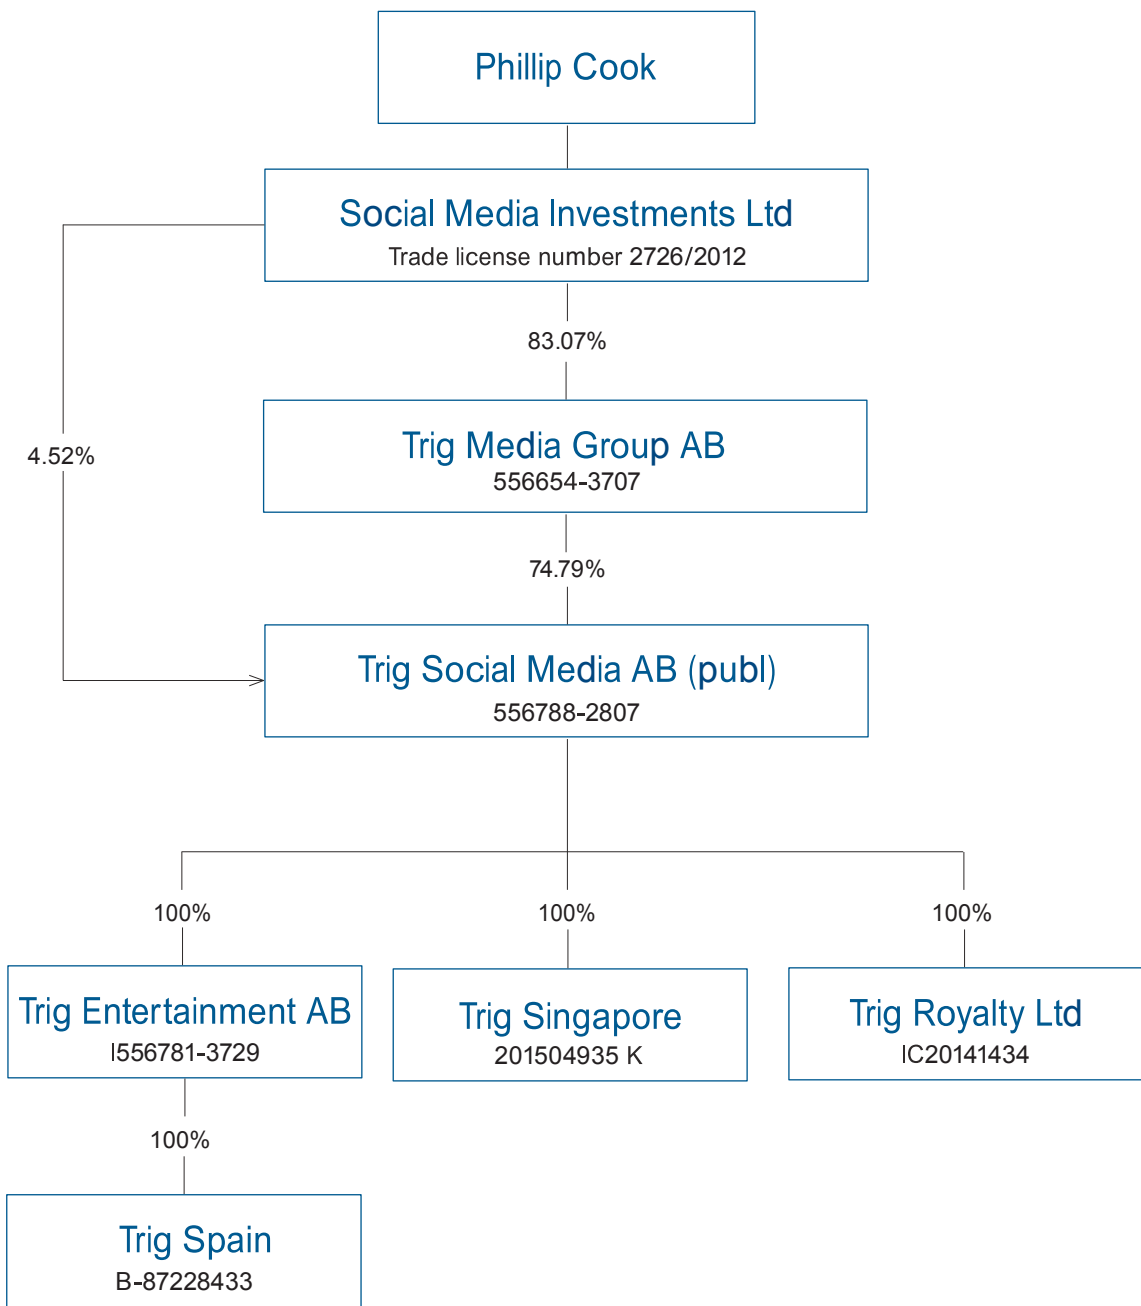 Phillip Cook
Social Media Investments Ltd
Trade license number 2726/2012
83.07%
Trig Media Group AB
556654-3707
4.52%
74.79%
Trig Social Media AB (publ)
556788-2807
100%
100%
100%
Trig Entertainment AB
I556781-3729
Trig Singapore
201504935 K
Trig Royalty Ltd
IC20141434
100%
Trig Spain
B-87228433